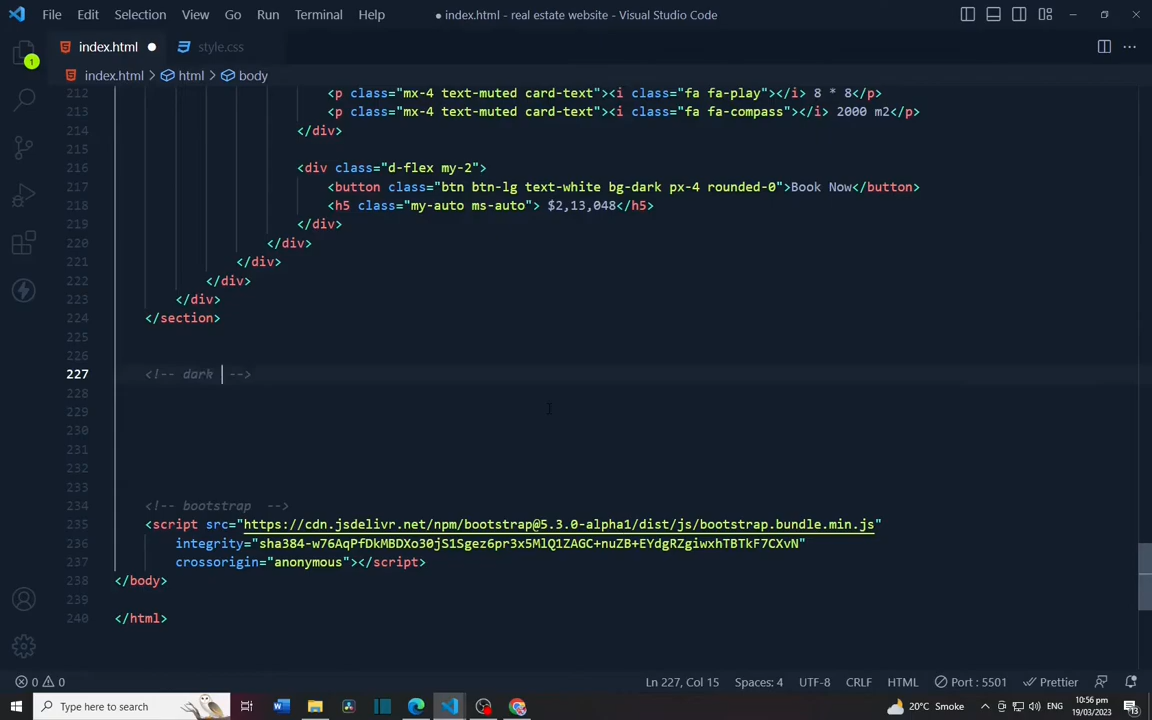 File Edit Selection View Go Run Terminal Help
● index.html - real estate website - Visual Studio Code
index.html ● style.css
index.html > html > body
212 <p class="mx-4 text-muted card-text"><i class="fa fa-play"></i> 8 * 8</p>
213 <p class="mx-4 text-muted card-text"><i class="fa fa-compass"></i> 2000 m2</p>
214 </div>
215
216 <div class="d-flex my-2">
217 <button class="btn btn-lg text-white bg-dark px-4 rounded-0">Book Now</button>
218 <h5 class="my-auto ms-auto"> $2,13,048</h5>
219 </div>
220 </div>
221 </div>
222 </div>
223 </div>
224 </section>
225
226
227 <!-- dark  -->
228
229
230
231
232
233
234 <!-- bootstrap  -->
235 <script src="https://cdn.jsdelivr.net/npm/bootstrap@5.3.0-alpha1/dist/js/bootstrap.bundle.min.js"
236 integrity="sha384-w76AqPfDkMBDXo30jS1Sgez6pr3x5MlQ1ZAGC+nuZB+EYdgRZgiwxhTBTkF7CXvN"
237 crossorigin="anonymous"></script>
238 </body>
239
240 </html>
1
0 0
Ln 227, Col 15 Spaces: 4 UTF-8 CRLF HTML Port : 5501 Prettier
Type here to search
20°C Smoke
ENG
10:56 pm
19/03/2023
13